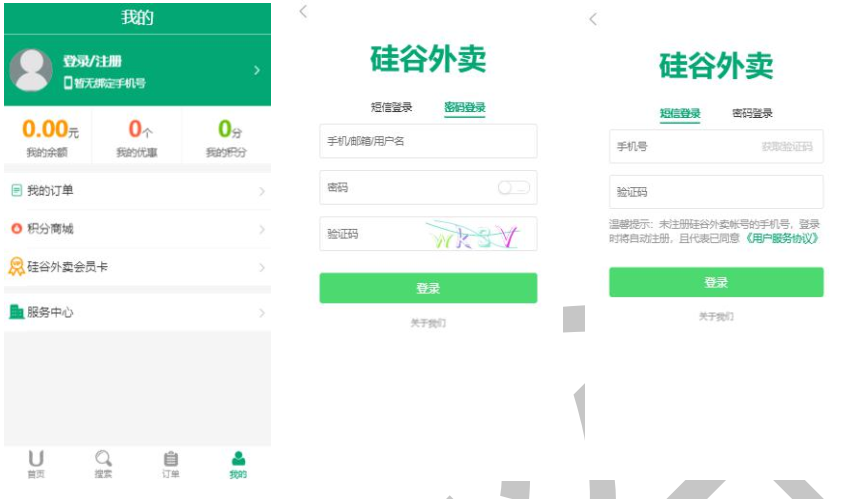 我的
登录/注册
暂无绑定手机号
0.00元
0个
0分
我的余额
我的优惠
我的积分
我的订单
积分商城
硅谷外卖会员卡
服务中心
首页
搜索
订单
我的
硅谷外卖
短信登录
密码登录
手机/邮箱/用户名
密码
...
验证码
wkSY
登录
关于我们
硅谷外卖
短信登录
密码登录
手机号
获取验证码
验证码
温馨提示：未注册硅谷外卖帐号的手机号，登录
时将自动注册，且代表已同意《用户服务协议》
登录
关于我们